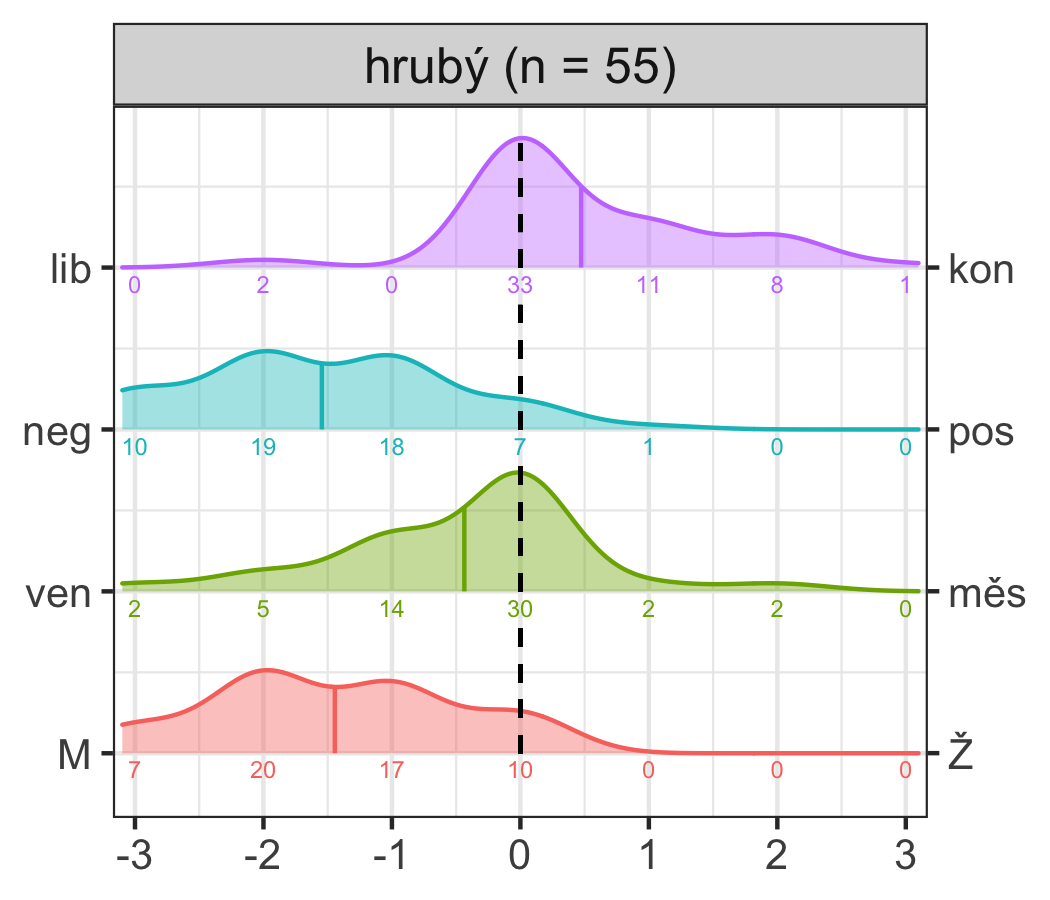 hrubý (n = 55)
lib kon
0 2 0 33 11 8 1
neg pos
10 19 18 7 1 0 0
ven měs
2 5 14 30 2 2 0
M Ž
7 20 17 10 0 0 0
-3 -2 -1 0 1 2 3